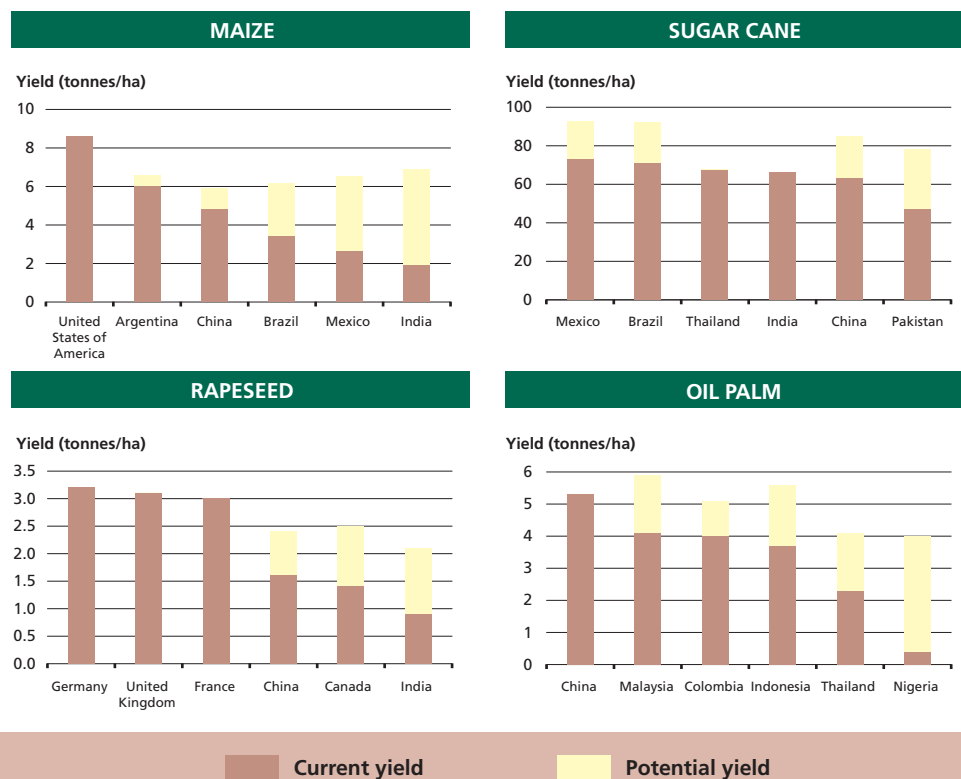 MAIZE
Yield (tonnes/ha)
10
8
6
4
2
0
United States of America
Argentina
China
Brazil
Mexico
India
SUGAR CANE
Yield (tonnes/ha)
100
80
60
40
20
0
Mexico
Brazil
Thailand
India
China
Pakistan
RAPESEED
Yield (tonnes/ha)
3.5
3.0
2.5
2.0
1.5
1.0
0.5
0.0
Germany
United Kingdom
France
China
Canada
India
OIL PALM
Yield (tonnes/ha)
6
5
4
3
2
1
0
China
Malaysia
Colombia
Indonesia
Thailand
Nigeria
Current yield
Potential yield